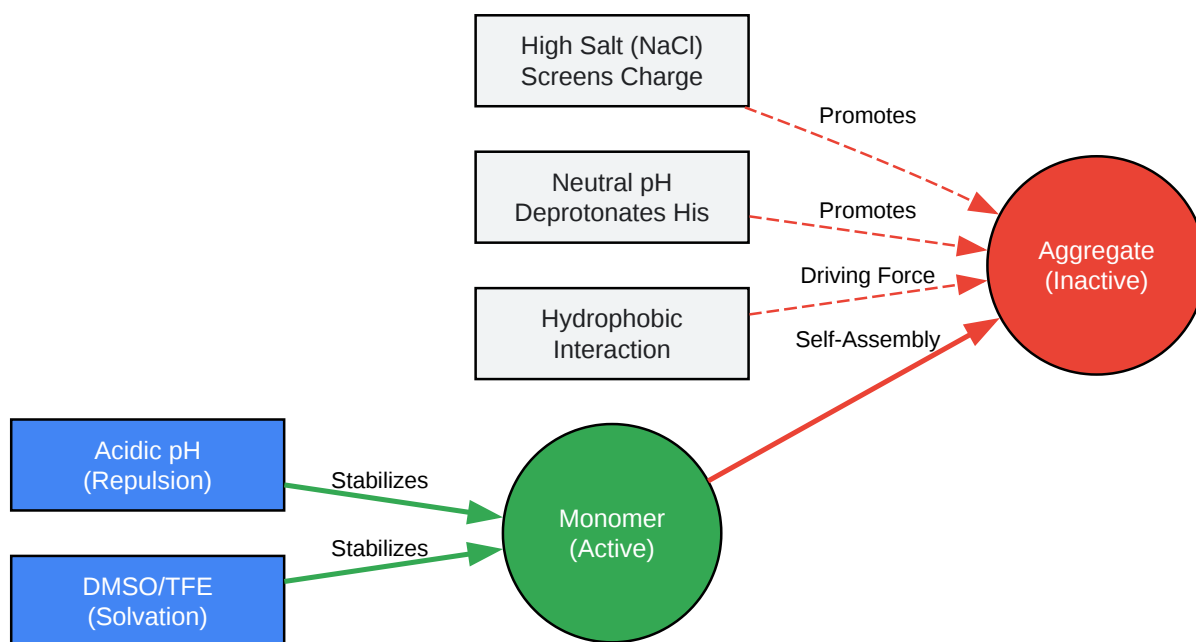 High Salt (NaCl)
Screens Charge
Promotes
Neutral pH
Deprotonates His
Promotes
Aggregate
(Inactive)
Driving Force
Hydrophobic
Interaction
Self-Assembly
Acidic pH
(Repulsion)
Stabilizes
Monomer
(Active)
Stabilizes
DMSO/TFE
(Solvation)